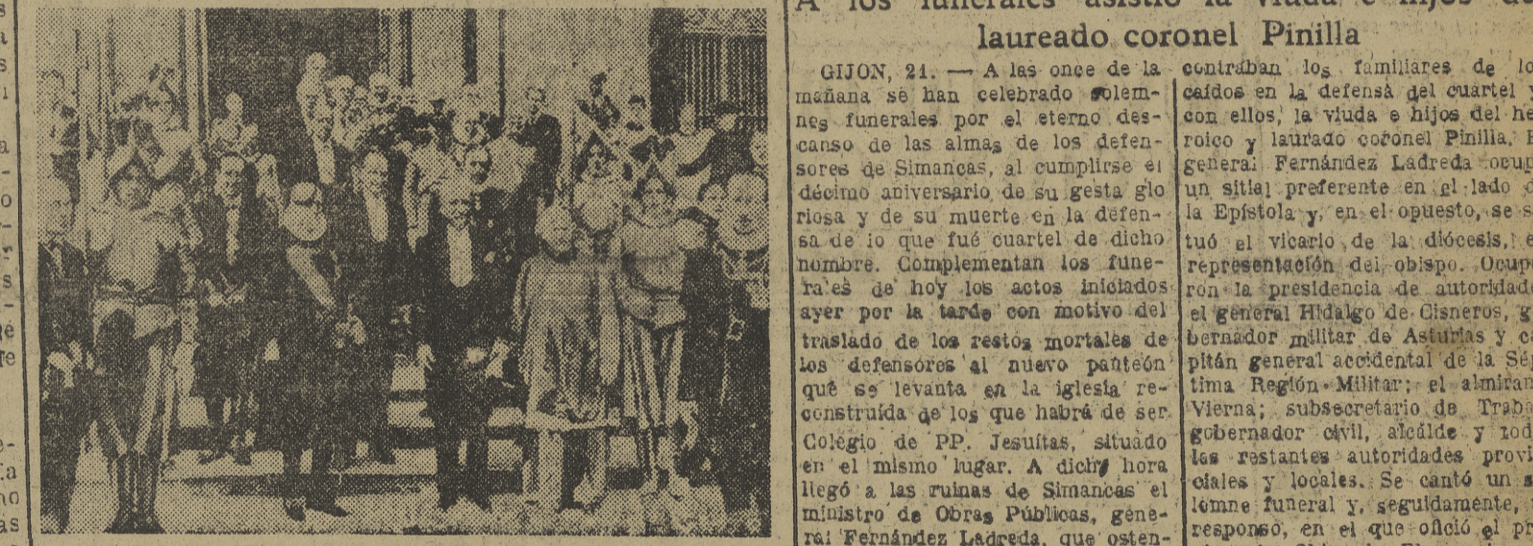 A los funerales asistió la viuda e hijos
laureado coronel Pinilla
GIJON, 21. — A las once de la
mañana se han celebrado solem-
nes funerales por el eterno des-
canso de las almas de los defen-
sores de Simancas, al cumplirse el
décimo aniversario de su gesta glo
riosa y de su muerte en la defen-
sa de lo que fué cuartel de dicho
nombre. Complementan los fune-
rales de hoy los actos iniciados
ayer por la tarde con motivo del
traslado de los restos mortales de
los defensores al nuevo panteón
que se levanta en la iglesia re-
construída de los que habrá de ser
Colegio de PP. Jesuítas, situado
en el mismo lugar. A dicha hora
llegó a las ruinas de Simancas el
ministro de Obras Públicas, gene-
ral Fernández Ladreda, que osten-
contraban los familiares de lo
caídos en la defensa del cuartel y
con ellos, la viuda e hijos del he
roico y laurado coronel Pinilla.
general Fernández Ladreda ocup
un sitial preferente en el lado
la Epístola y, en el opuesto, se s
tuó el vicario de la diócesis, e
representación del obispo. Ocup
ron la presidencia de autoridade
el general Hidalgo de Cisneros, g
bernador militar de Asturias y c
pitán general accidental de la Sép
tima Región Militar; el almiran
Vierna; subsecretario de Traba
gobernador civil, alcalde y tod
las restantes autoridades provi
ciales y locales. Se cantó un s
lemne funeral y, seguidamente,
responso, en el que ofició el pr